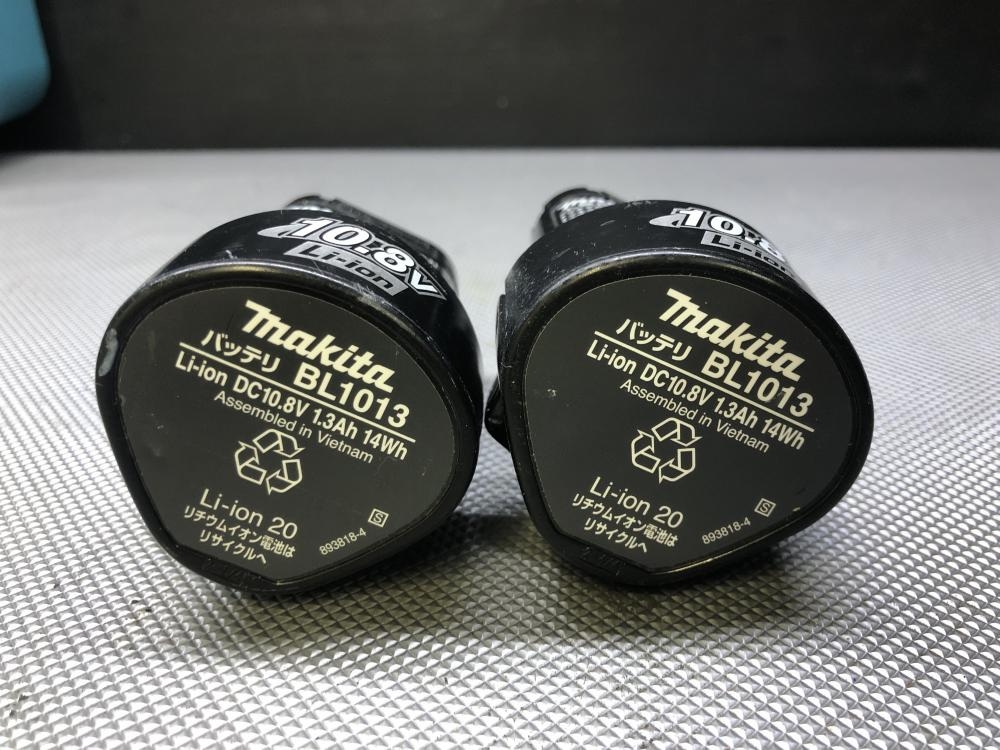 10.8V
Li-ion
makita
バッテリ BL1013
Li-ion DC10.8V 1.3Ah 14Wh
Assembled in Vietnam
Li-ion 20
リチウムイオン電池は
リサイクルへ
S
893818-4
10.8
Li-ion
makita
バッテリ BL1013
Li-ion DC10.8V 1.3Ah 14Wh
Assembled in Vietnam
Li-ion 20
リチウムイオン電池は
リサイクルへ
S
893818-4